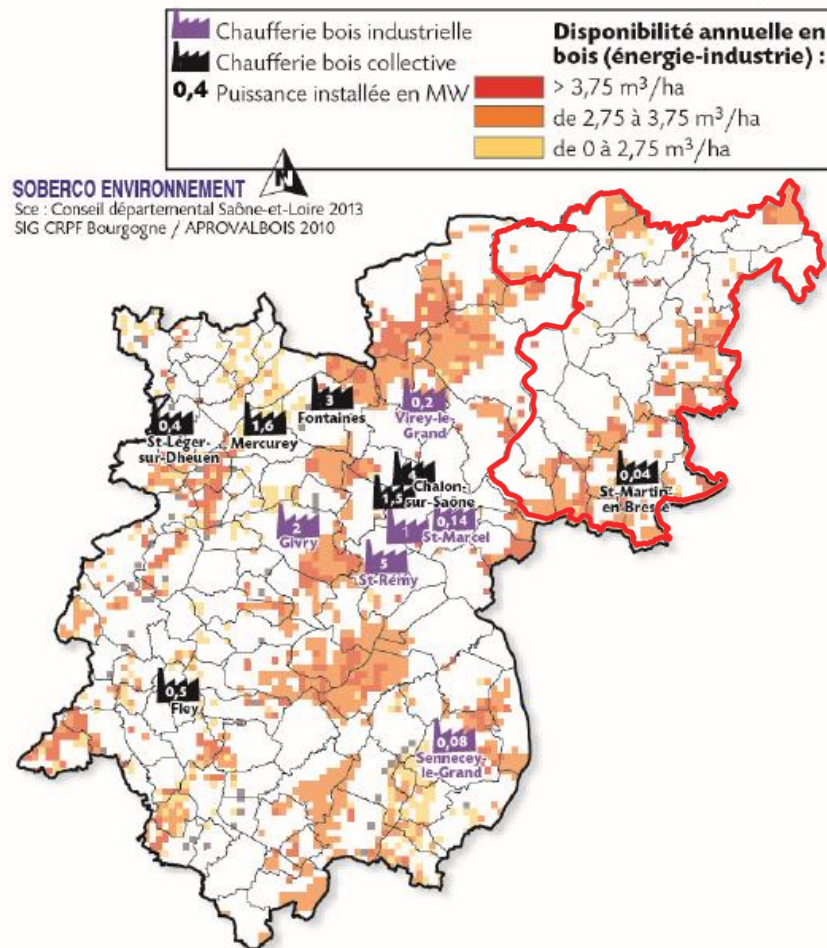 Chaufferie bois industrielle
Chaufferie bois collective
0,4 Puissance installée en MW
Disponibilité annuelle en
bois (énergie-industrie) :
> 3,75 m³/ha
de 2,75 à 3,75 m³/ha
de 0 à 2,75 m³/ha
N
SOBERCO ENVIRONNEMENT
Sce : Conseil départemental Saône-et-Loire 2013
SIG CRPF Bourgogne / APROVALBOIS 2010
3
Fontaines
0,2
Virey-le-
Grand
0,4
St-Léger-
sur-Dheuen
1,6
Mercurey
0,04
St-Martin
en Bresse
Chalon-
sur-Saône
1,5
2
Givry
1
0,14
St-Marcel
5
St-Rémy
0,5
Fley
0,08
Sennecey-
le-Grand